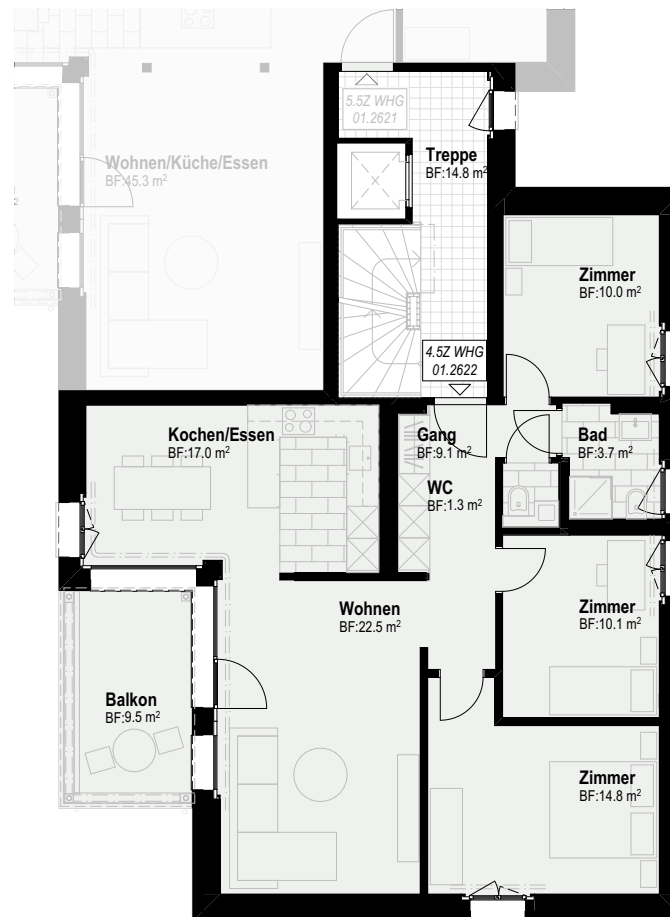 5.5Z WHG
01.2621
Wohnen/Küche/Essen
BF:45.3 m²
Treppe
BF:14.8 m²
Zimmer
BF:10.0 m²
4.5Z WHG
01.2622
Kochen/Essen
BF:17.0 m²
Gang
BF:9.1 m²
Bad
BF:3.7 m²
WC
BF:1.3 m²
Wohnen
BF:22.5 m²
Zimmer
BF:10.1 m²
Balkon
BF:9.5 m²
Zimmer
BF:14.8 m²